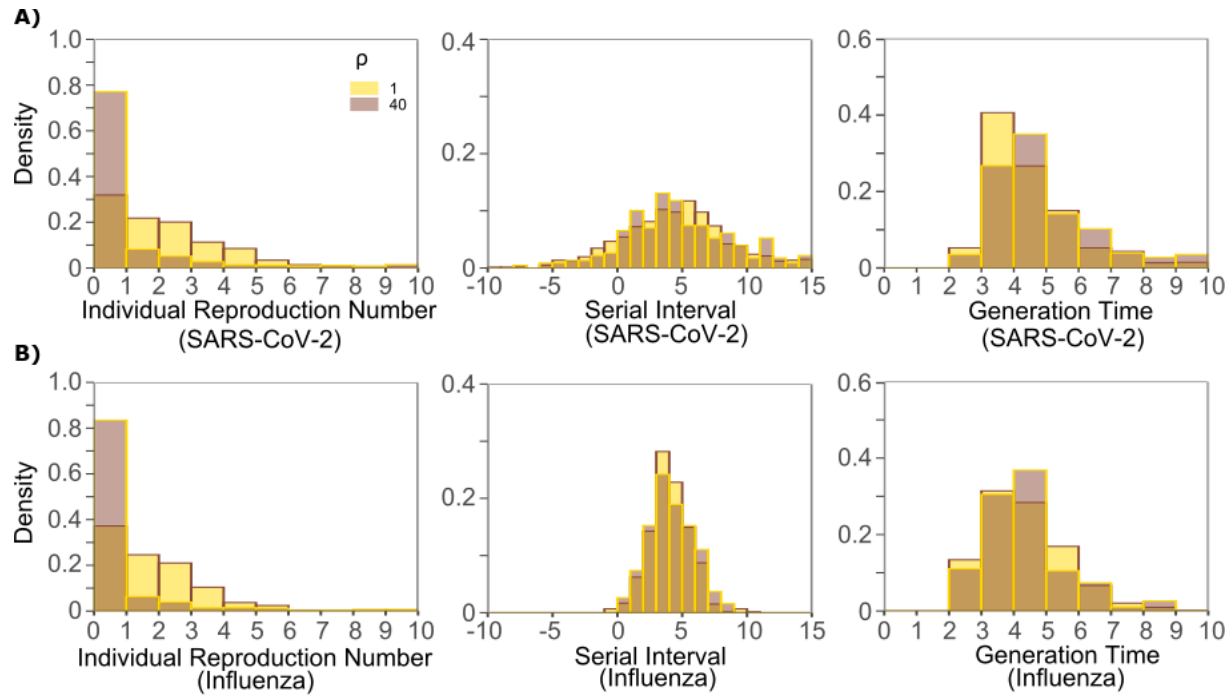 A)
1.0
0.8
0.6
0.4
0.2
0
Density
ρ
1
40
0 1 2 3 4 5 6 7 8 9 10
Individual Reproduction Number
(SARS-CoV-2)
0.4
0.2
0
-10 -5 0 5 10 15
Serial Interval
(SARS-CoV-2)
0.6
0.4
0.2
0
0 1 2 3 4 5 6 7 8 9 10
Generation Time
(SARS-CoV-2)
B)
1.0
0.8
0.6
0.4
0.2
0
Density
0 1 2 3 4 5 6 7 8 9 10
Individual Reproduction Number
(Influenza)
0.4
0.2
0
-10 -5 0 5 10 15
Serial Interval
(Influenza)
0.6
0.4
0.2
0
0 1 2 3 4 5 6 7 8 9 10
Generation Time
(Influenza)